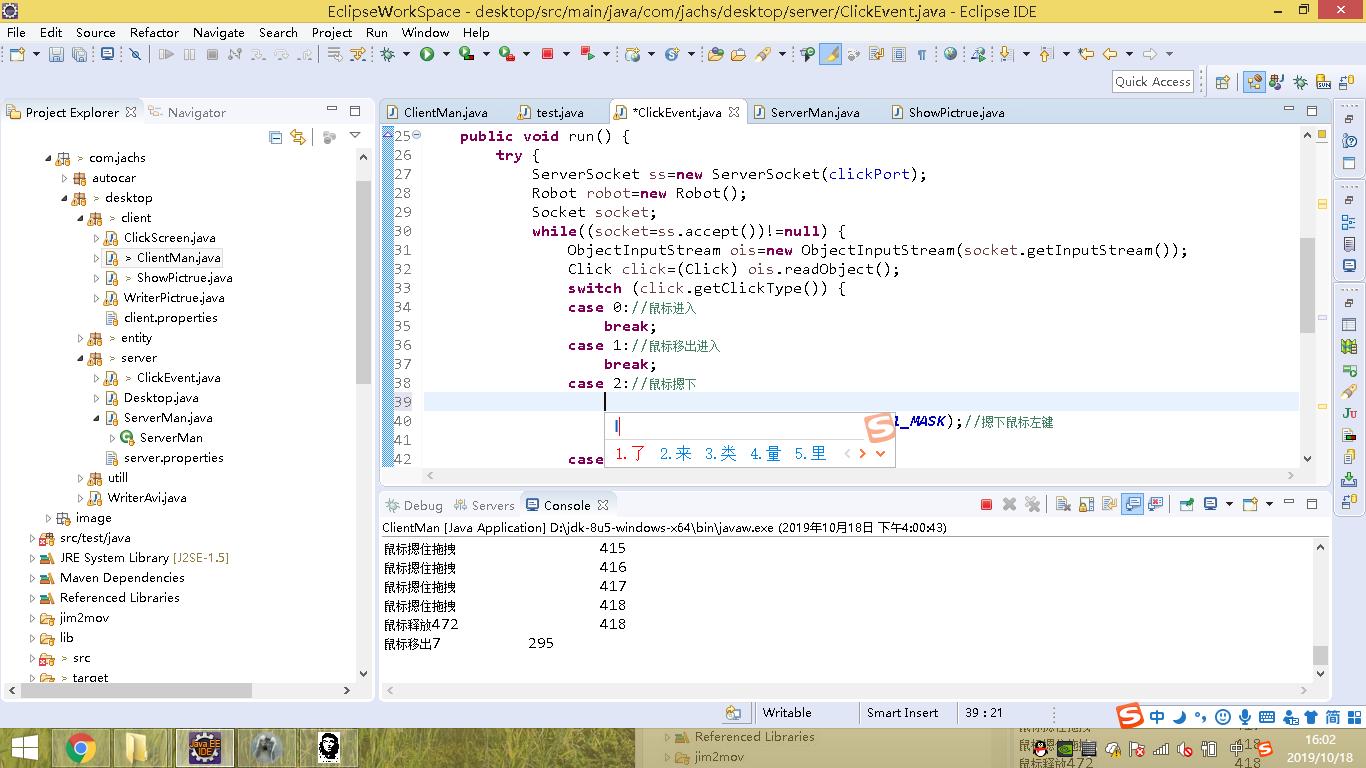 EclipseWorkSpace - desktop/src/main/java/com/jachs/desktop/server/ClickEvent.java - Eclipse IDE
File Edit Source Refactor Navigate Search Project Run Window Help
Quick Access
Project Explorer
Navigator
> com.jachs
autocar
> desktop
> client
ClickScreen.java
> ClientMan.java
> ShowPictrue.java
WriterPictrue.java
client.properties
> entity
> server
> ClickEvent.java
Desktop.java
ServerMan.java
ServerMan
server.properties
utill
WriterAvi.java
image
src/test/java
JRE System Library [J2SE-1.5]
Maven Dependencies
Referenced Libraries
jim2mov
lib
> src
> target
ClientMan.java
test.java
*ClickEvent.java
ServerMan.java
ShowPictrue.java
25 public void run() {
26 try {
27 ServerSocket ss=new ServerSocket(clickPort);
28 Robot robot=new Robot();
29 Socket socket;
30 while((socket=ss.accept())!=null) {
31 ObjectInputStream ois=new ObjectInputStream(socket.getInputStream());
32 Click click=(Click) ois.readObject();
33 switch (click.getClickType()) {
34 case 0://鼠标进入
35 break;
36 case 1://鼠标移出进入
37 break;
38 case 2://鼠标摁下
39
40 _MASK);//摁下鼠标左键
41
42 case
l
1.了 2.来 3.类 4.量 5.里
Debug
Servers
Console
ClientMan [Java Application] D:\jdk-8u5-windows-x64\bin\javaw.exe (2019年10月18日 下午4:00:43)
鼠标摁住拖拽 415
鼠标摁住拖拽 416
鼠标摁住拖拽 417
鼠标摁住拖拽 418
鼠标释放472 418
鼠标移出7 295
Writable
Smart Insert
39 : 21
中
简
Java EE IDE
Referenced Libraries
jim2mov
鼠标释放472 418
中
16:02
2019/10/18